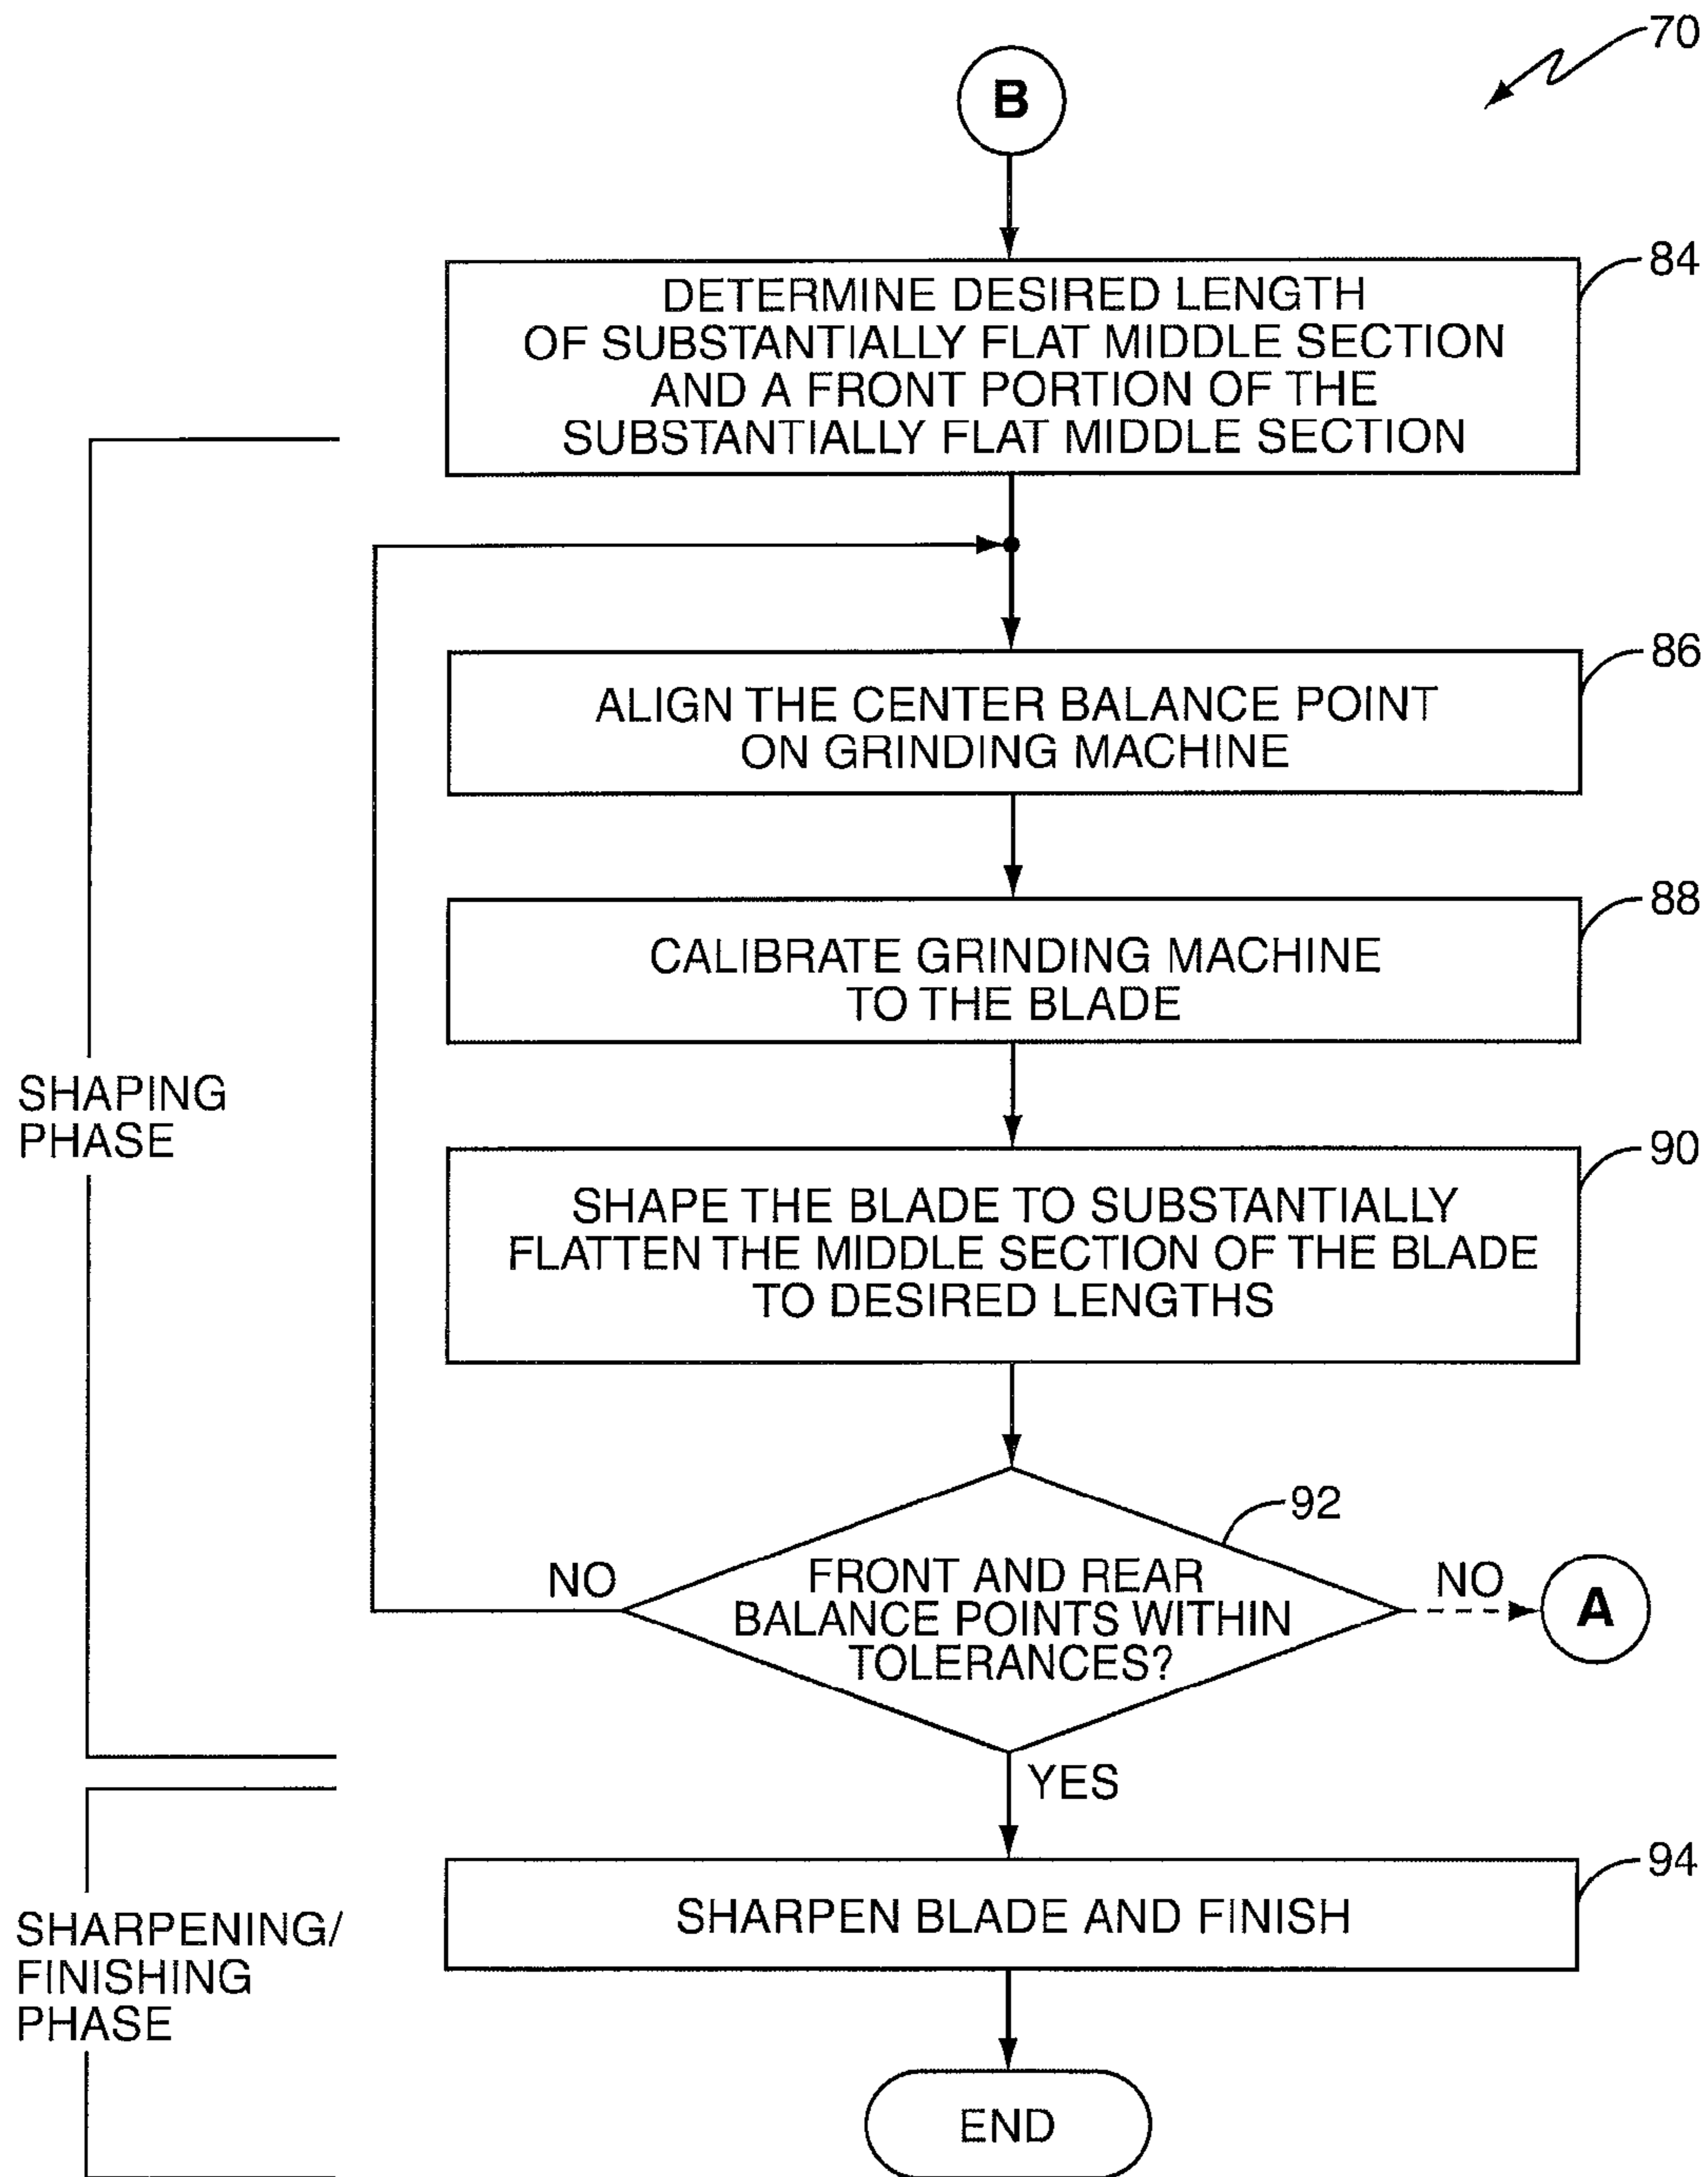 70
B
84
DETERMINE DESIRED LENGTH
OF SUBSTANTIALLY FLAT MIDDLE SECTION
AND A FRONT PORTION OF THE
SUBSTANTIALLY FLAT MIDDLE SECTION
86
ALIGN THE CENTER BALANCE POINT
ON GRINDING MACHINE
88
CALIBRATE GRINDING MACHINE
TO THE BLADE
SHAPING
PHASE
90
SHAPE THE BLADE TO SUBSTANTIALLY
FLATTEN THE MIDDLE SECTION OF THE BLADE
TO DESIRED LENGTHS
92
NO
FRONT AND REAR
BALANCE POINTS WITHIN
TOLERANCES?
NO
A
YES
94
SHARPEN BLADE AND FINISH
SHARPENING/
FINISHING
PHASE
END